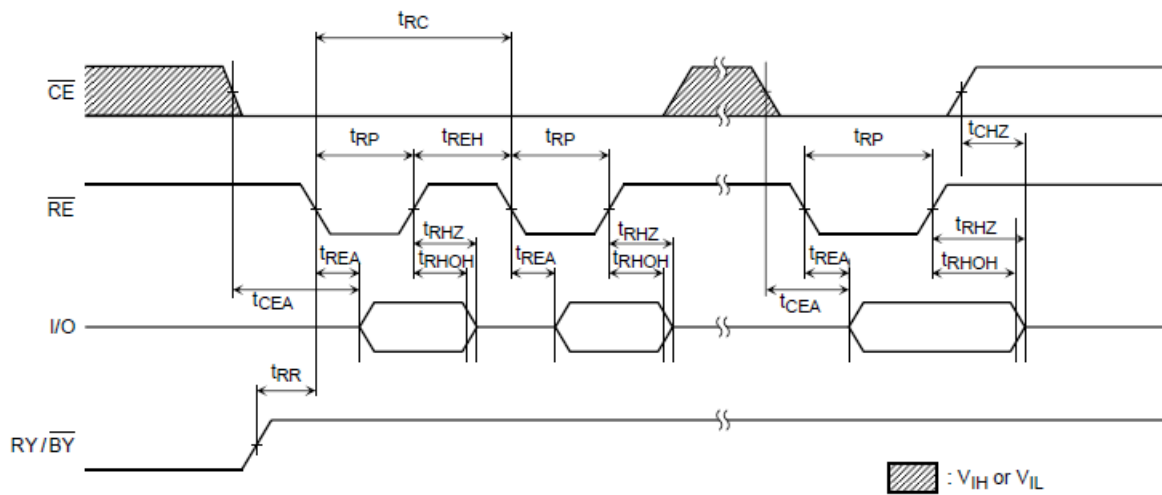 tRC
CE
tCHZ
tRP tREH tRP tRP
RE
tRHZ tRHZ tRHZ
tREA tRHOH tREA tRHOH tREA tRHOH
tCEA tCEA
I/O
tRR
RY/BY
: VIH or VIL